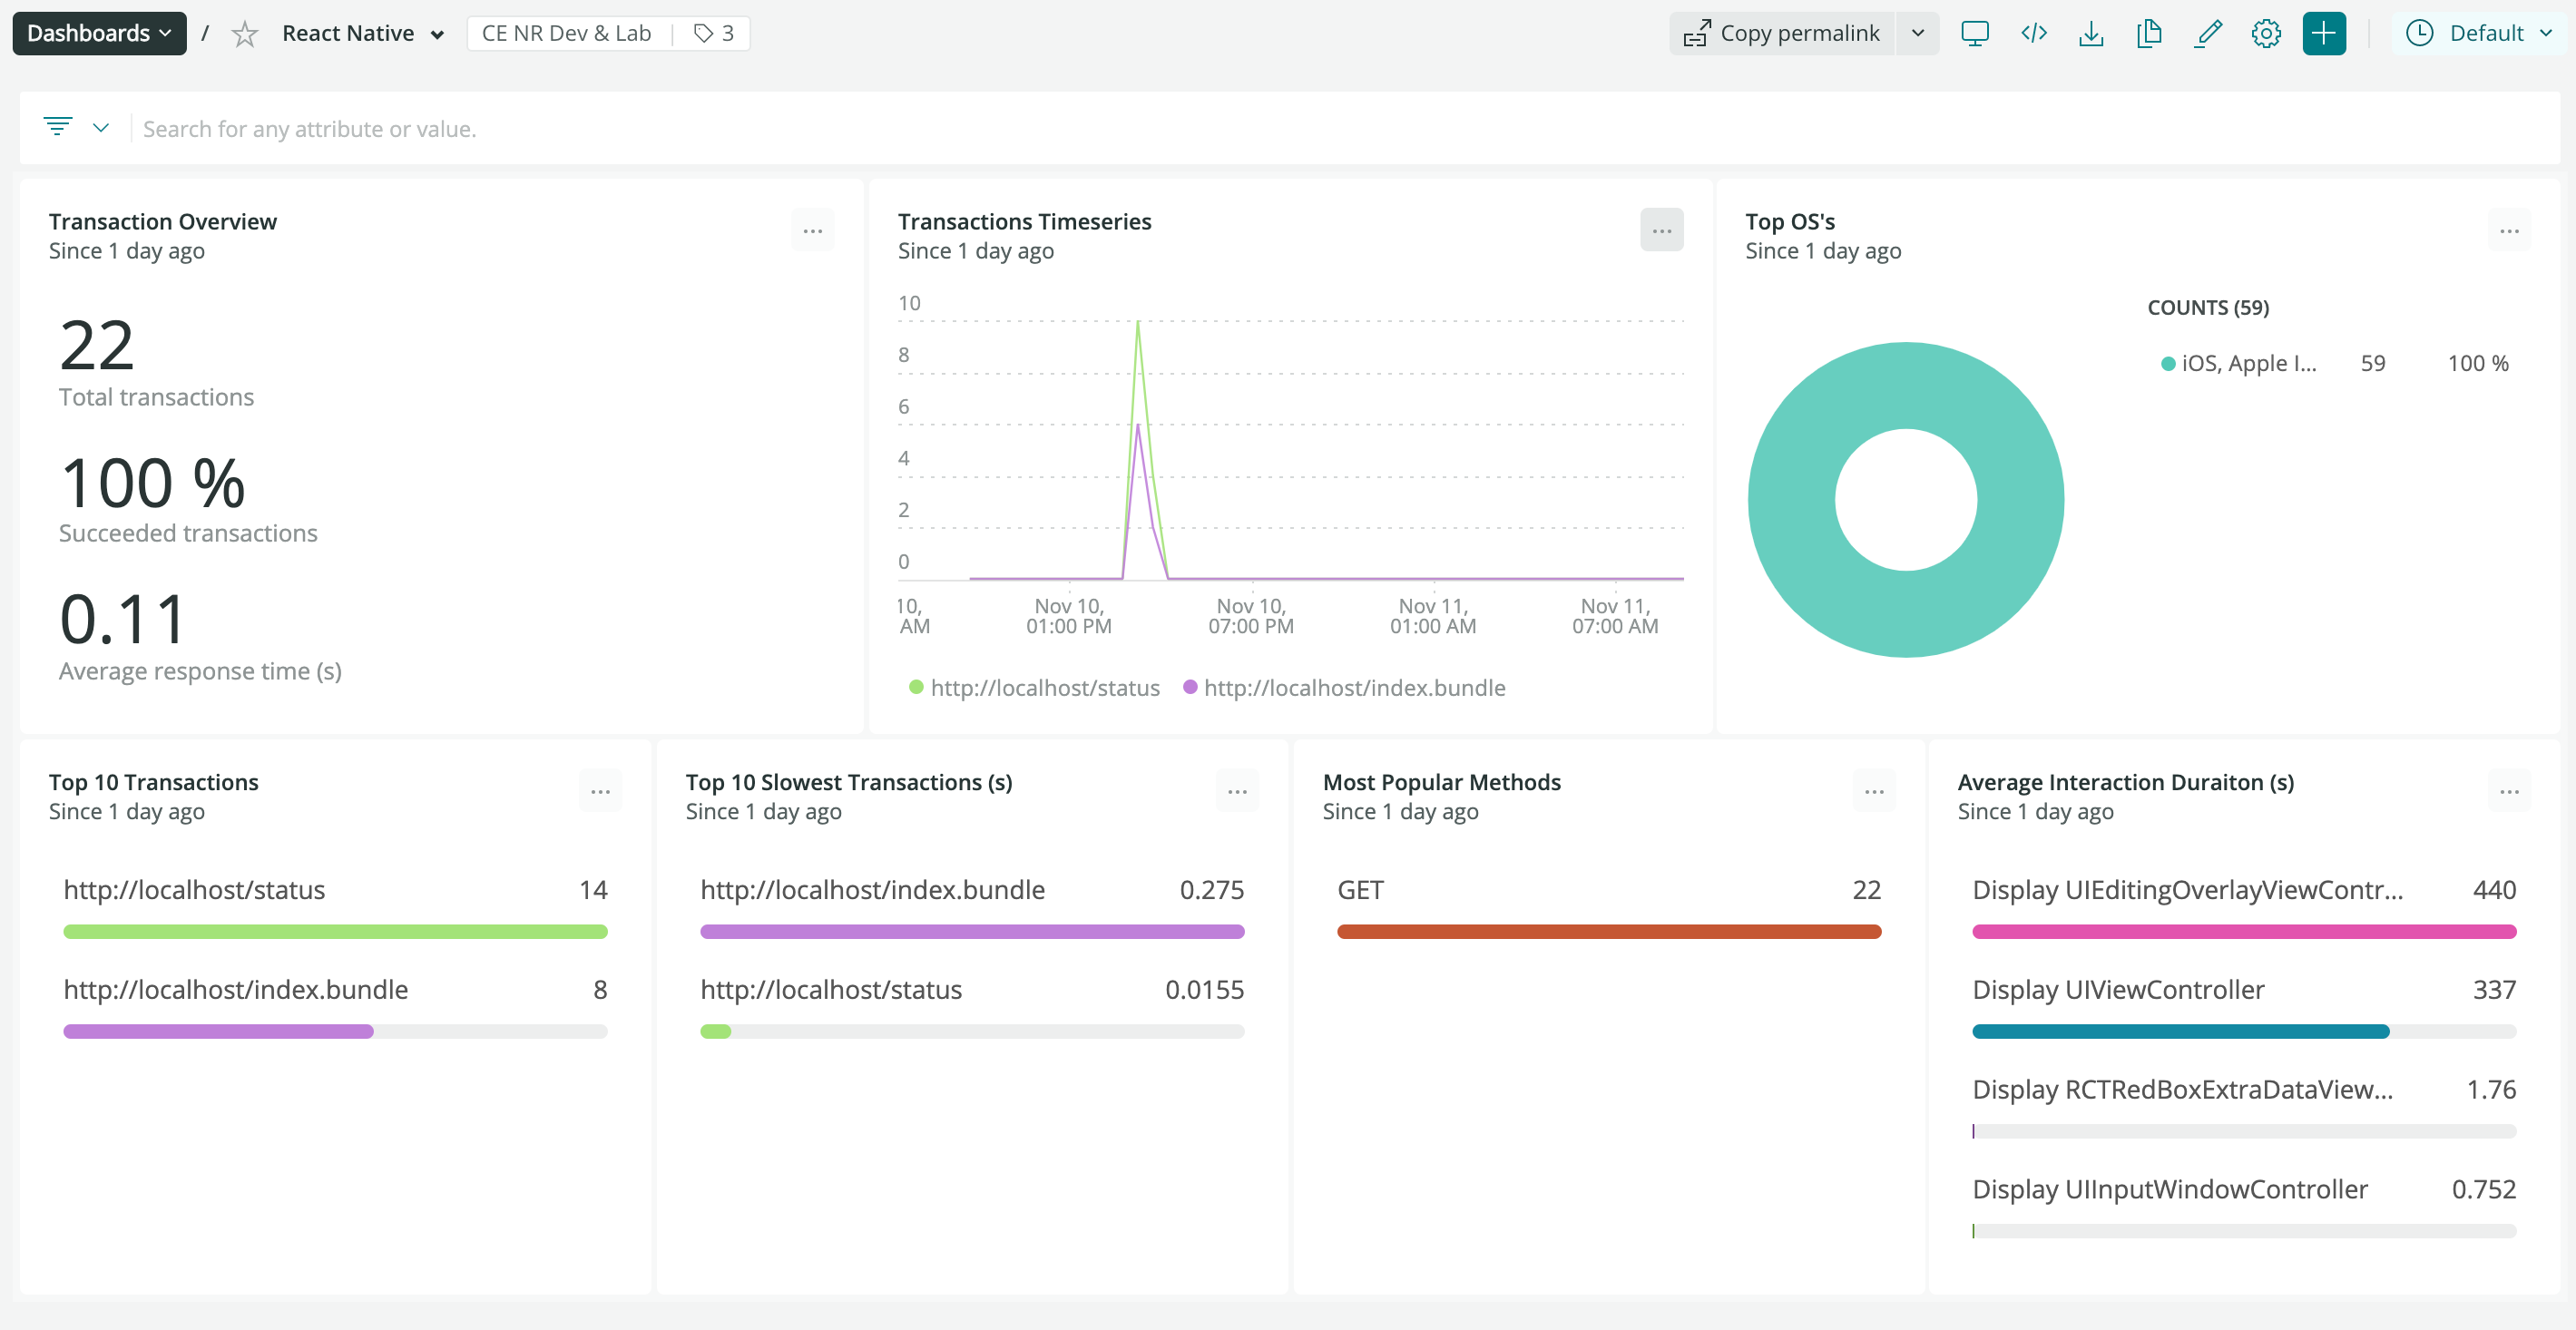 Dashboards / React Native CE NR Dev & Lab 3 Copy permalink Default
Search for any attribute or value.
Transaction Overview
Since 1 day ago
22
Total transactions
100 %
Succeeded transactions
0.11
Average response time (s)
Transactions Timeseries
Since 1 day ago
10
8
6
4
2
0
10, AM
Nov 10, 01:00 PM
Nov 10, 07:00 PM
Nov 11, 01:00 AM
Nov 11, 07:00 AM
http://localhost/status http://localhost/index.bundle
Top OS's
Since 1 day ago
COUNTS (59)
iOS, Apple I... 59 100 %
Top 10 Transactions
Since 1 day ago
http://localhost/status 14
http://localhost/index.bundle 8
Top 10 Slowest Transactions (s)
Since 1 day ago
http://localhost/index.bundle 0.275
http://localhost/status 0.0155
Most Popular Methods
Since 1 day ago
GET 22
Average Interaction Duraiton (s)
Since 1 day ago
Display UIEditingOverlayViewContr... 440
Display UIViewController 337
Display RCTRedBoxExtraDataView... 1.76
Display UIInputWindowController 0.752